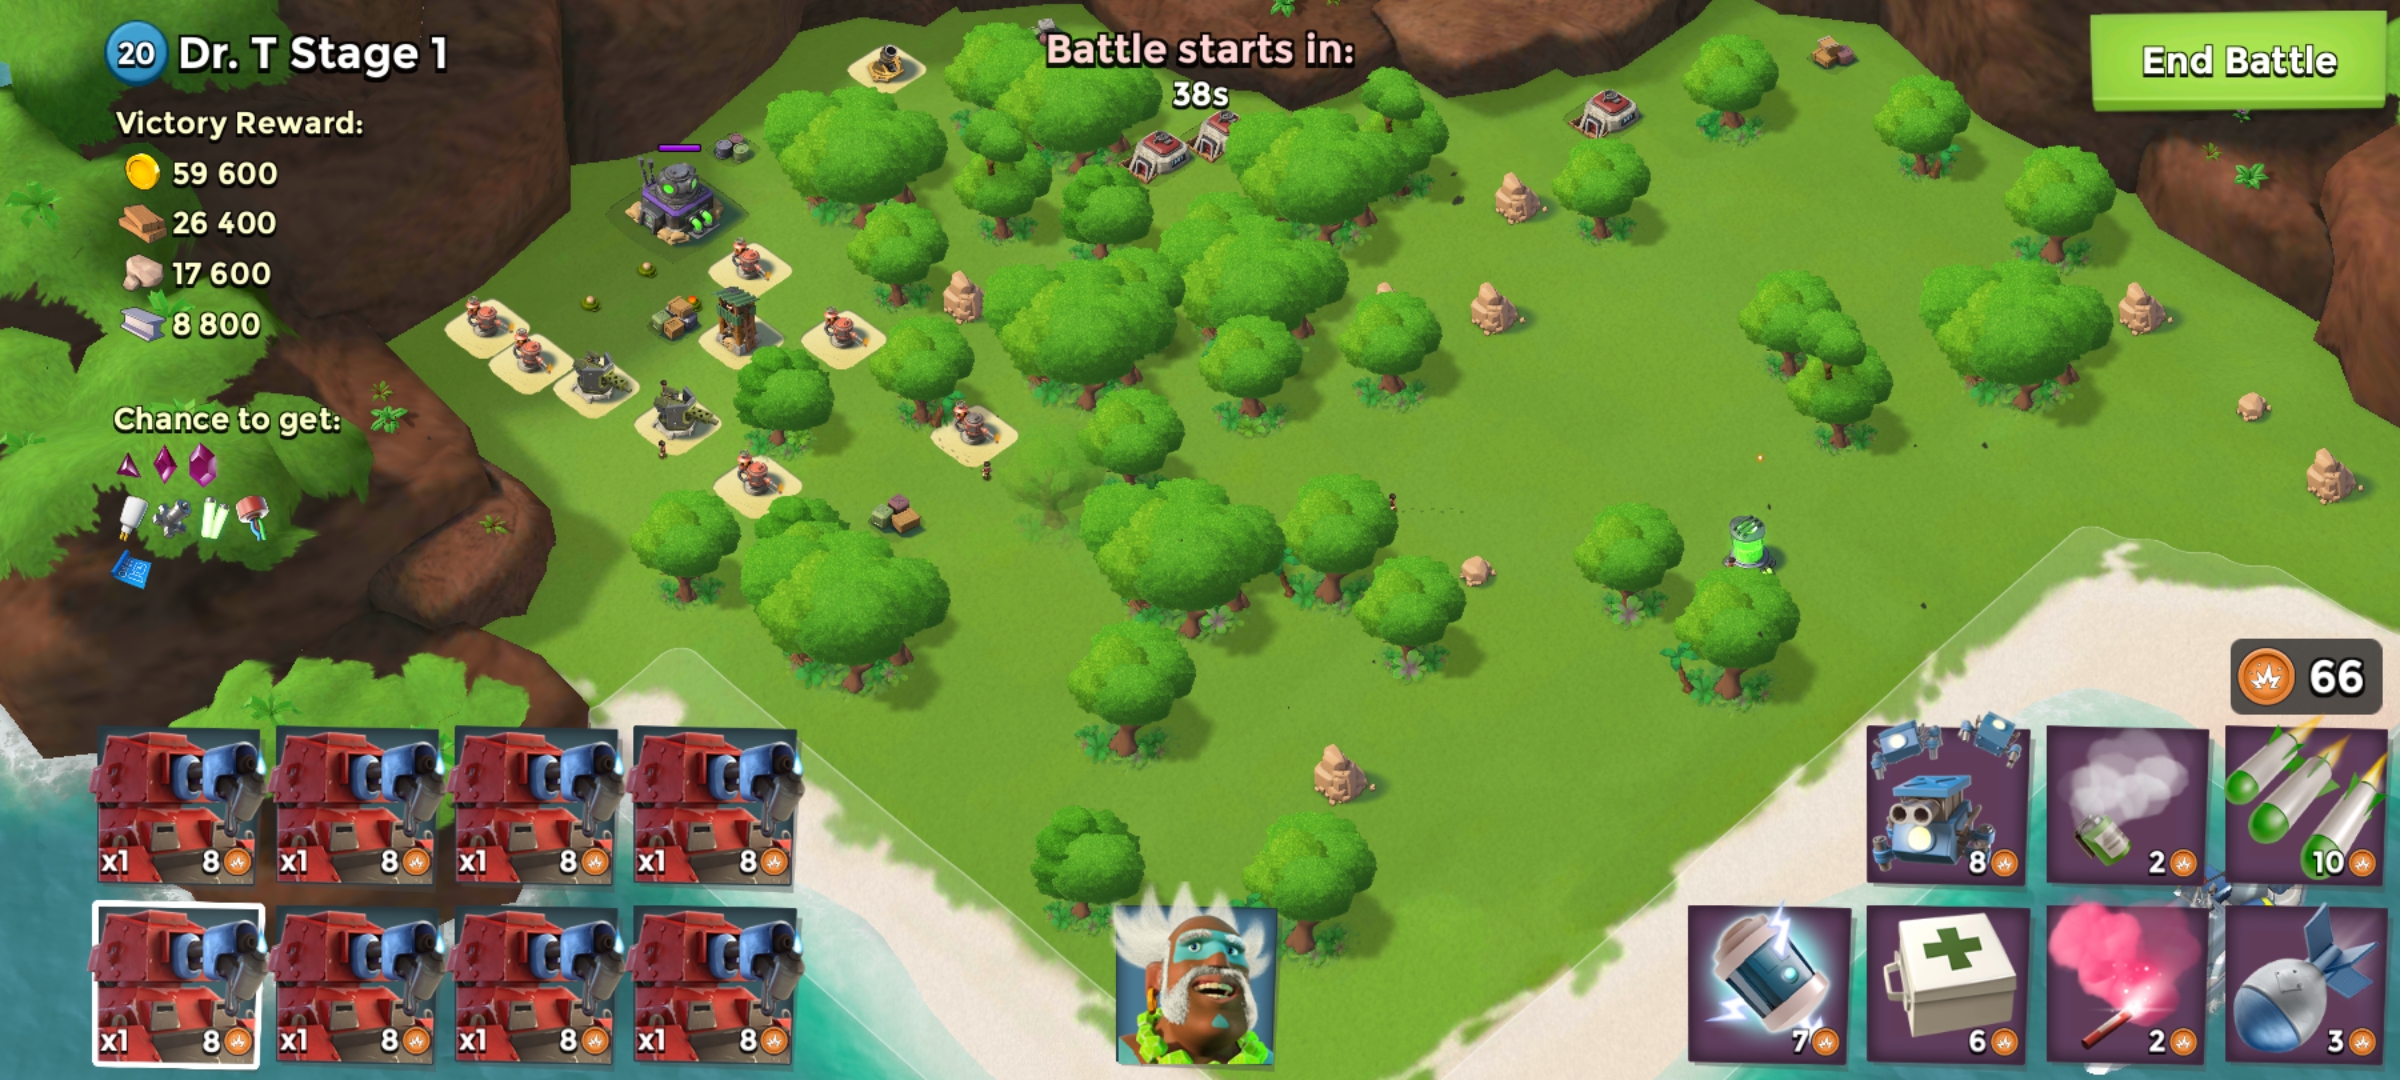 20 Dr. T Stage 1
Battle starts in:
38s
End Battle
Victory Reward:
59 600
26 400
17 600
8 800
Chance to get:
66
x1 8
x1 8
x1 8
x1 8
8
2
10
x1 8
x1 8
x1 8
x1 8
7
6
2
3